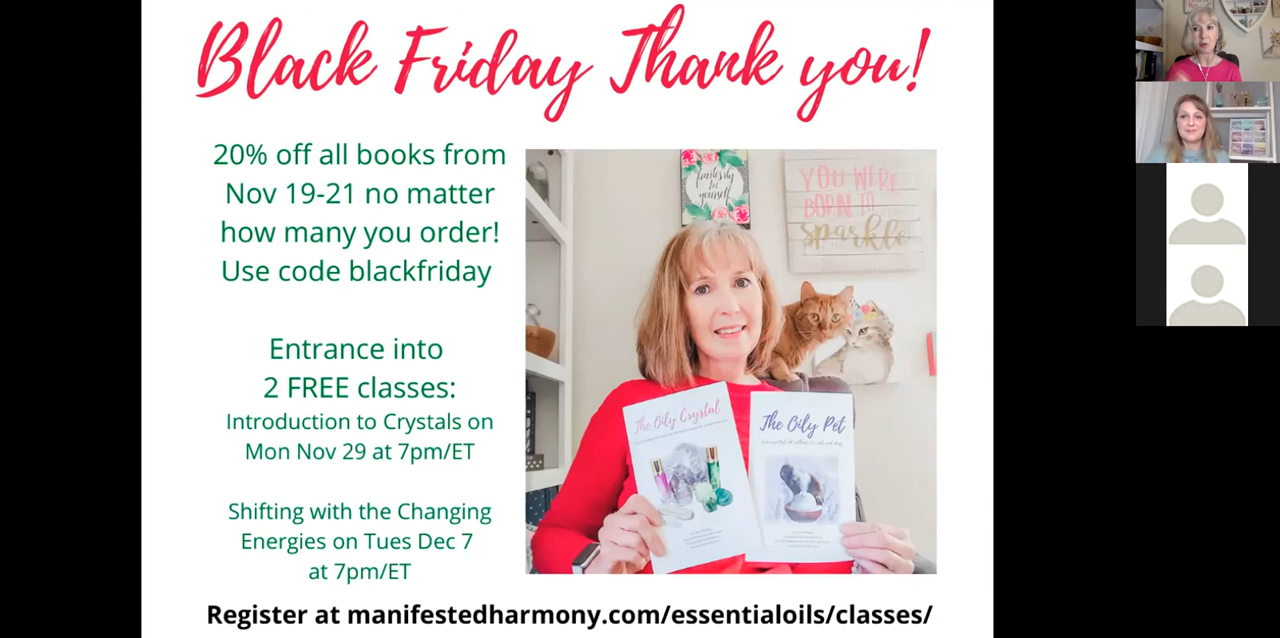 Black Friday Thank you!
20% off all books from
Nov 19-21 no matter
how many you order!
Use code blackfriday
Entrance into
2 FREE classes:
Introduction to Crystals on
Mon Nov 29 at 7pm/ET
Shifting with the Changing
Energies on Tues Dec 7
at 7pm/ET
fearlessly
be
yourself
YOU WERE
BORN TO
sparkle
The Oily Crystal
The Oily Pet
Register at manifestedharmony.com/essentialoils/classes/